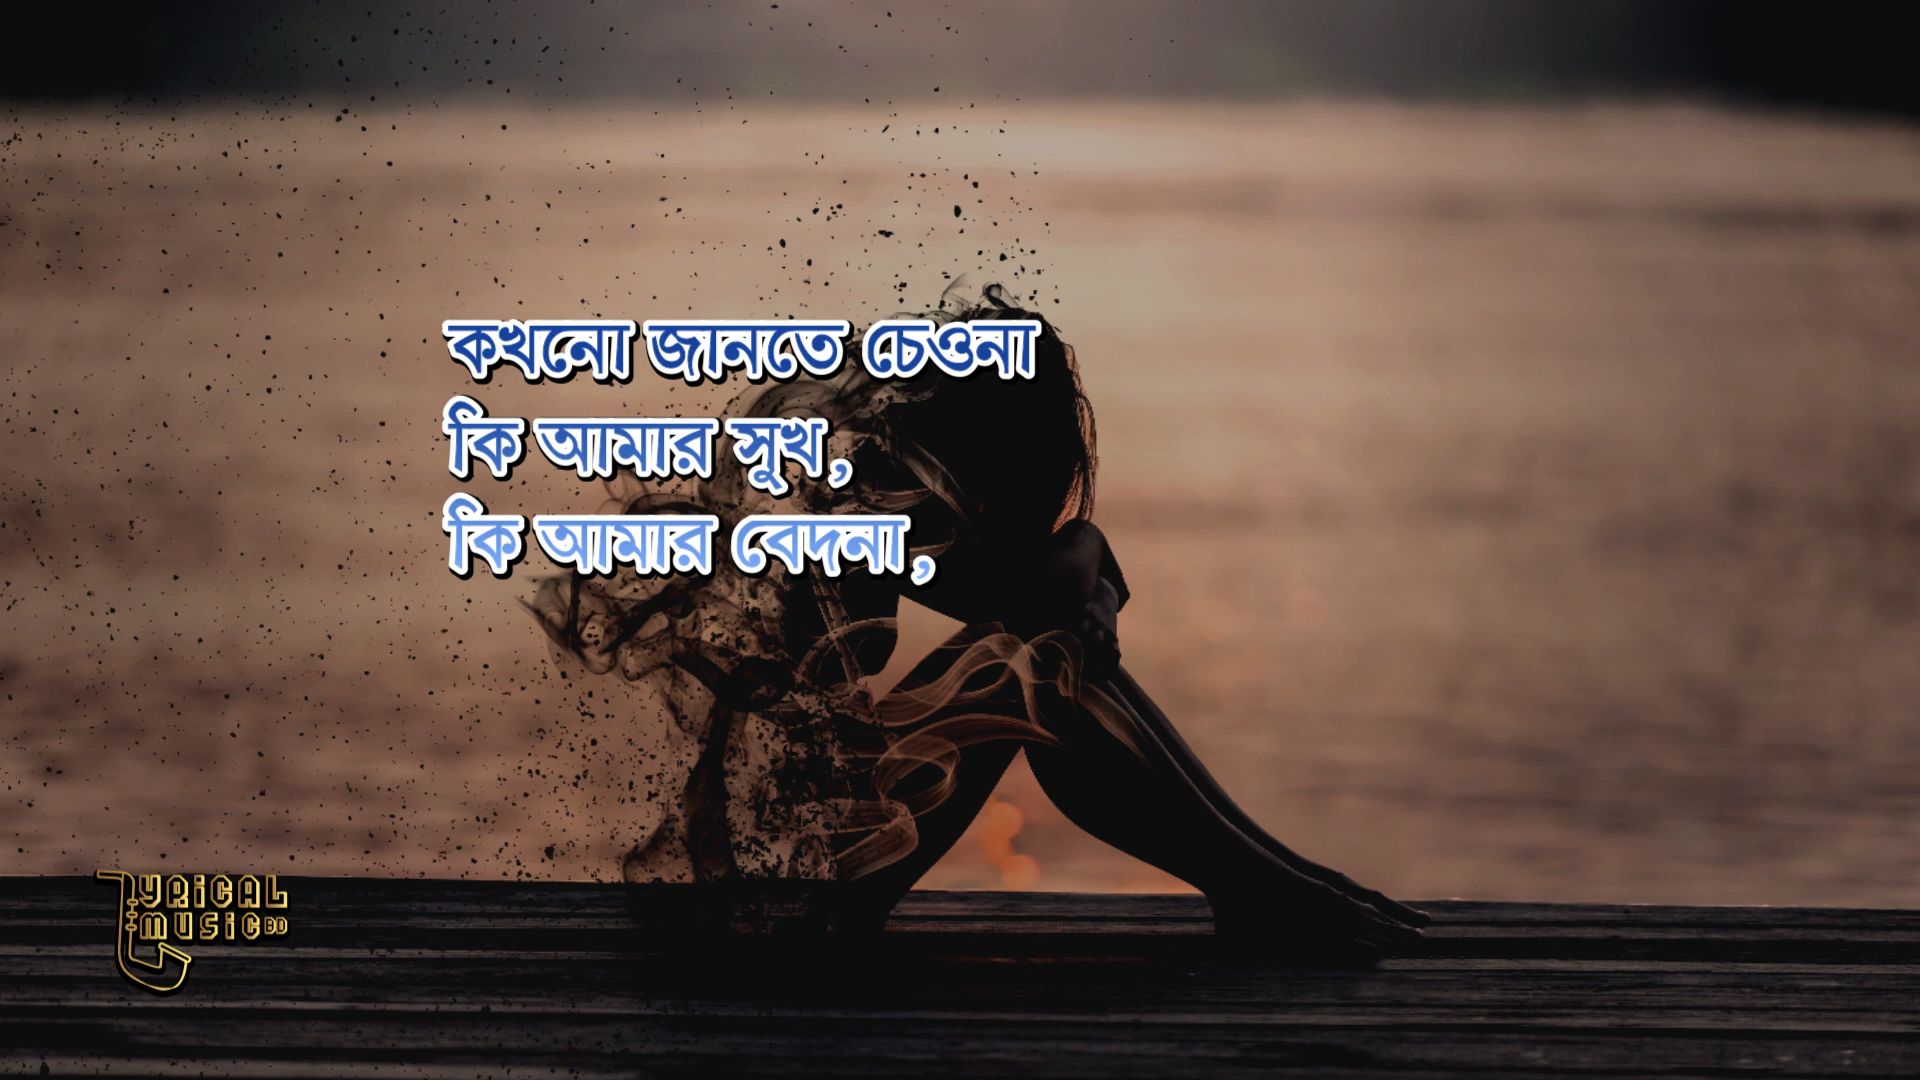 কখনো জানতে চেওনা
কি আমার সুখ,
কি আমার বেদনা,
LYRICAL
MUSIC BD